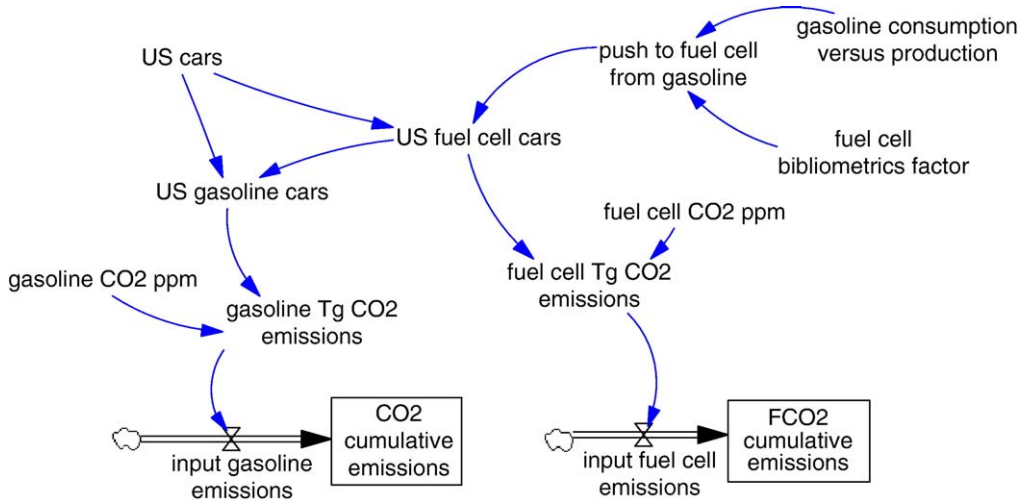 gasoline consumption
versus production
US cars
push to fuel cell
from gasoline
US fuel cell cars
fuel cell
bibliometrics factor
US gasoline cars
fuel cell CO2 ppm
gasoline CO2 ppm
fuel cell Tg CO2
emissions
gasoline Tg CO2
emissions
CO2
cumulative
emissions
input gasoline
emissions
FCO2
cumulative
emissions
input fuel cell
emissions